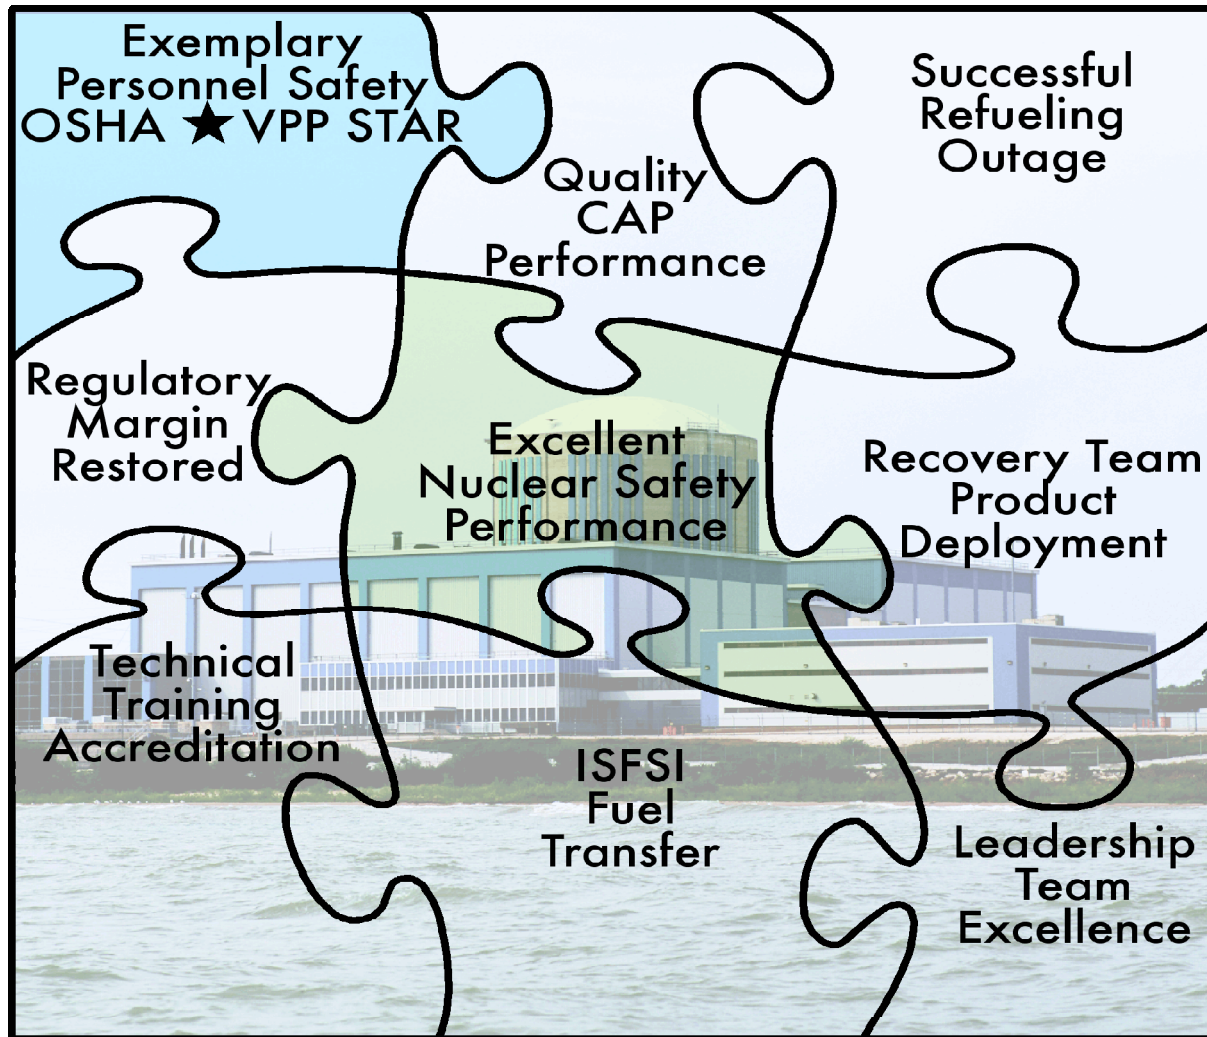 Exemplary
Personnel Safety
OSHA ★ VPP STAR
Quality
CAP
Performance
Successful
Refueling
Outage
Regulatory
Margin
Restored
Excellent
Nuclear Safety
Performance
Recovery Team
Product
Deployment
Technical
Training
Accreditation
ISFSI
Fuel
Transfer
Leadership
Team
Excellence